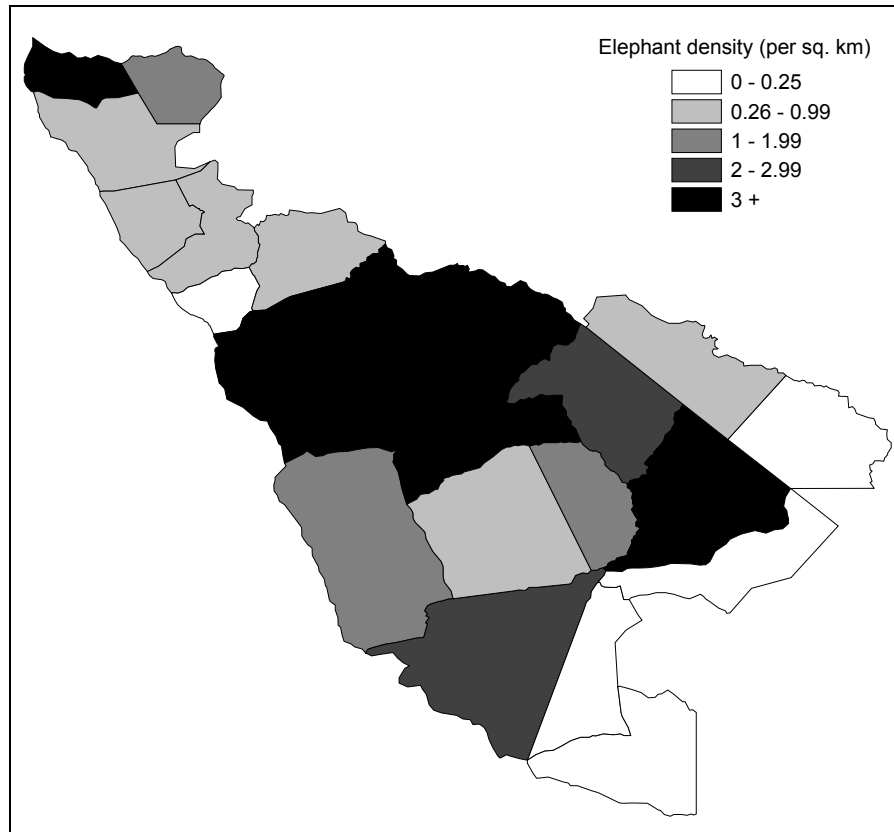 Elephant density (per sq. km)
0 - 0.25
0.26 - 0.99
1 - 1.99
2 - 2.99
3 +